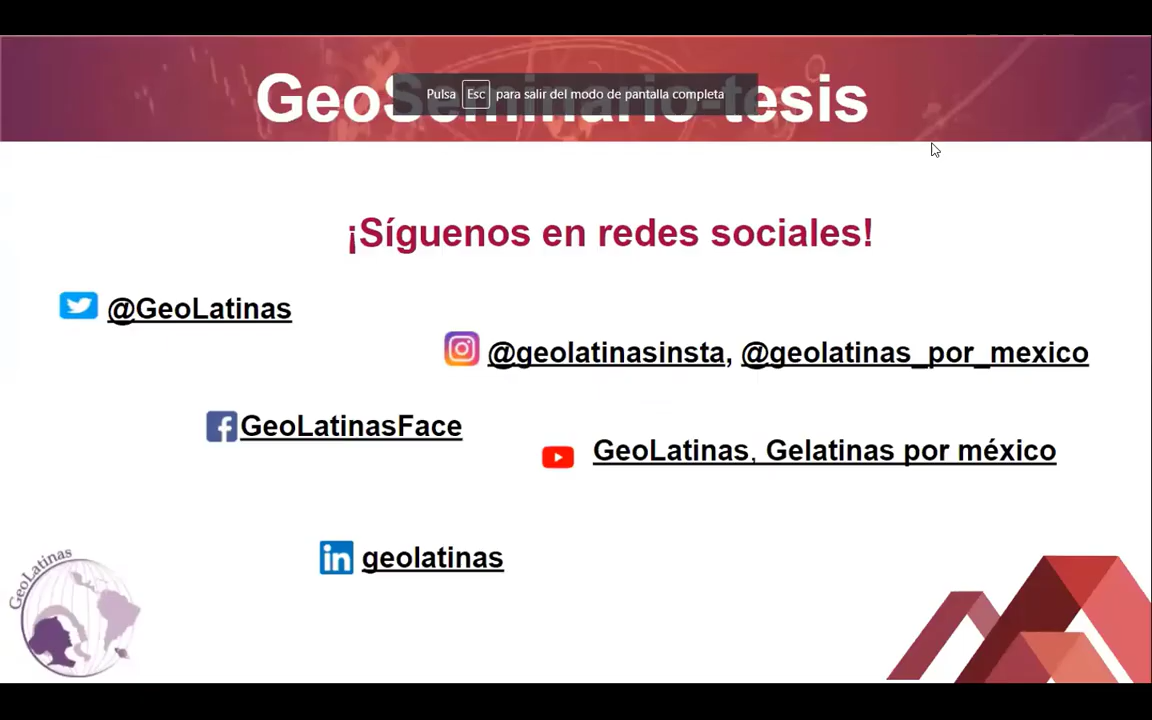 GeoSeminario-tesis
Pulsa Esc para salir del modo de pantalla completa
¡Síguenos en redes sociales!
@GeoLatinas
@geolatinasinsta, @geolatinas_por_mexico
GeoLatinasFace
GeoLatinas, Gelatinas por méxico
geolatinas
GeoLatinas